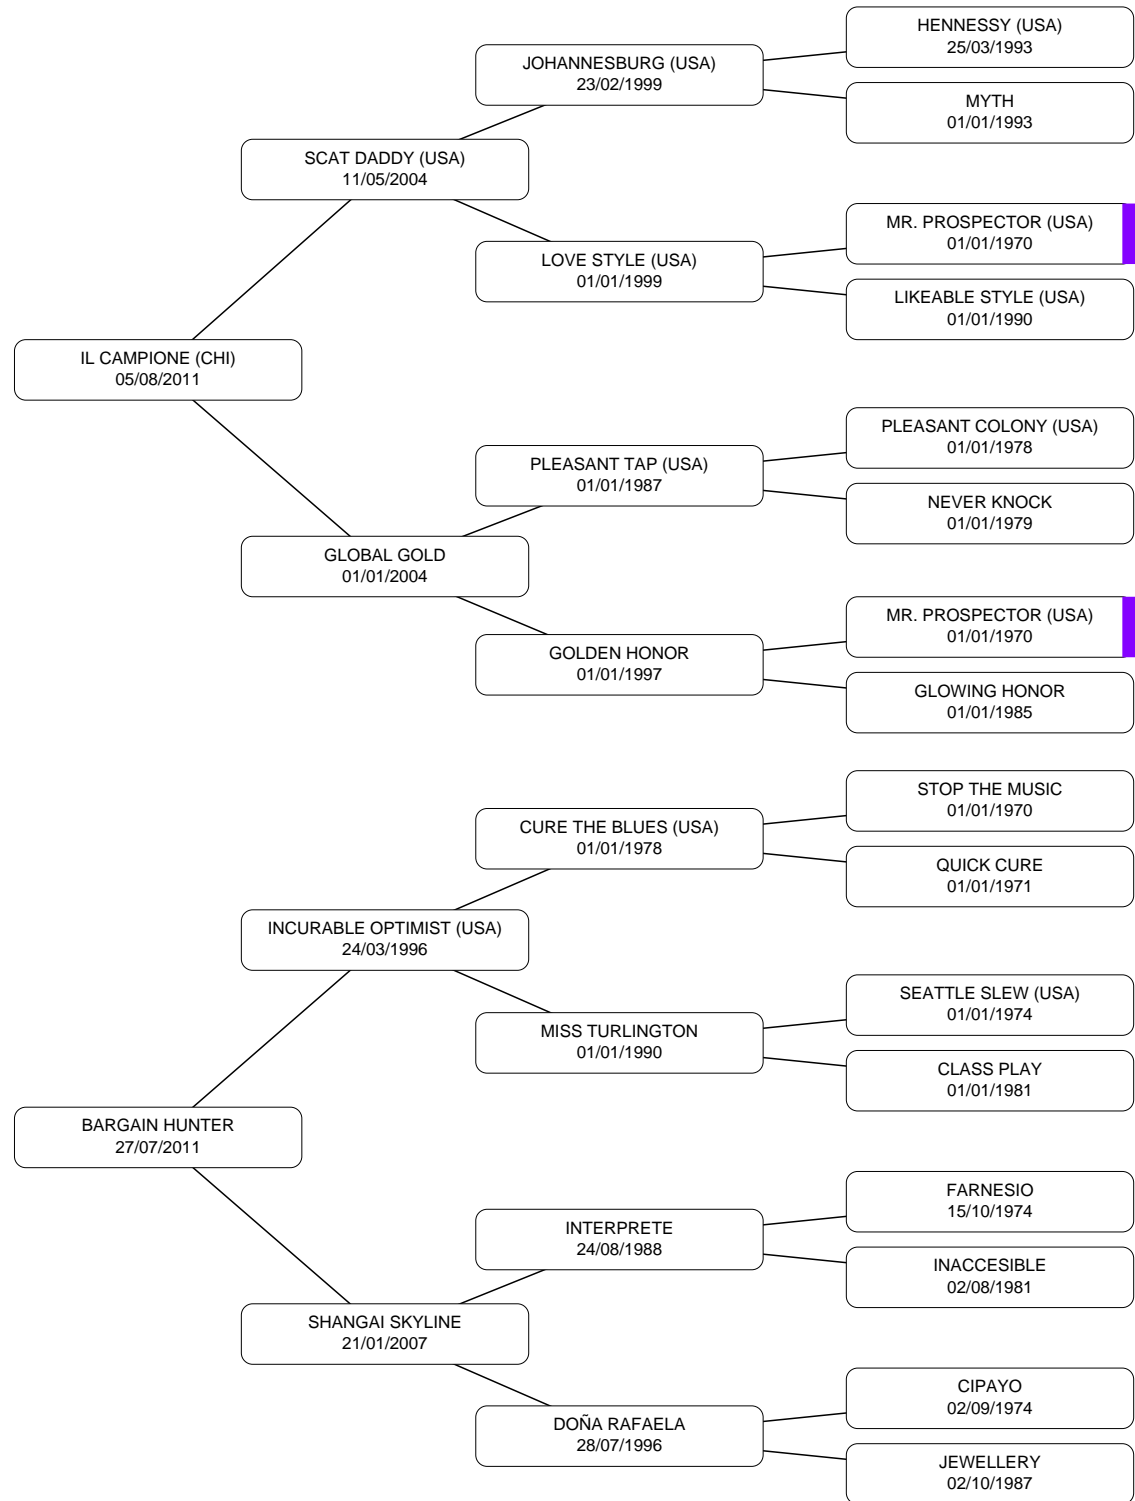 HENNESSY (USA)
25/03/1993
JOHANNESBURG (USA)
23/02/1999
MYTH
01/01/1993
SCAT DADDY (USA)
11/05/2004
MR. PROSPECTOR (USA)
01/01/1970
LOVE STYLE (USA)
01/01/1999
LIKEABLE STYLE (USA)
01/01/1990
IL CAMPIONE (CHI)
05/08/2011
PLEASANT COLONY (USA)
01/01/1978
PLEASANT TAP (USA)
01/01/1987
NEVER KNOCK
01/01/1979
GLOBAL GOLD
01/01/2004
MR. PROSPECTOR (USA)
01/01/1970
GOLDEN HONOR
01/01/1997
GLOWING HONOR
01/01/1985
STOP THE MUSIC
01/01/1970
CURE THE BLUES (USA)
01/01/1978
QUICK CURE
01/01/1971
INCURABLE OPTIMIST (USA)
24/03/1996
SEATTLE SLEW (USA)
01/01/1974
MISS TURLINGTON
01/01/1990
CLASS PLAY
01/01/1981
BARGAIN HUNTER
27/07/2011
FARNESIO
15/10/1974
INTERPRETE
24/08/1988
INACCESIBLE
02/08/1981
SHANGAI SKYLINE
21/01/2007
CIPAYO
02/09/1974
DOÑA RAFAELA
28/07/1996
JEWELLERY
02/10/1987